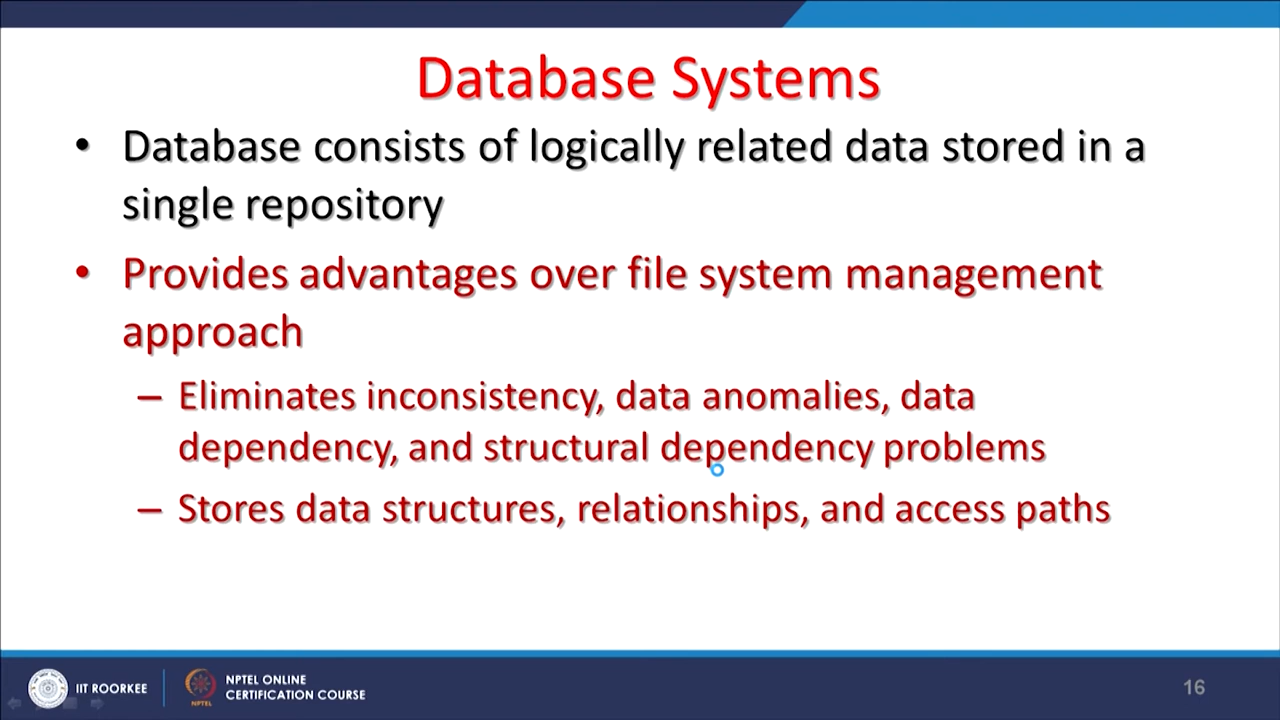 Database Systems
• Database consists of logically related data stored in a
single repository
• Provides advantages over file system management
approach
– Eliminates inconsistency, data anomalies, data
dependency, and structural dependency problems
– Stores data structures, relationships, and access paths
IIT ROORKEE
NPTEL
NPTEL ONLINE
CERTIFICATION COURSE
16